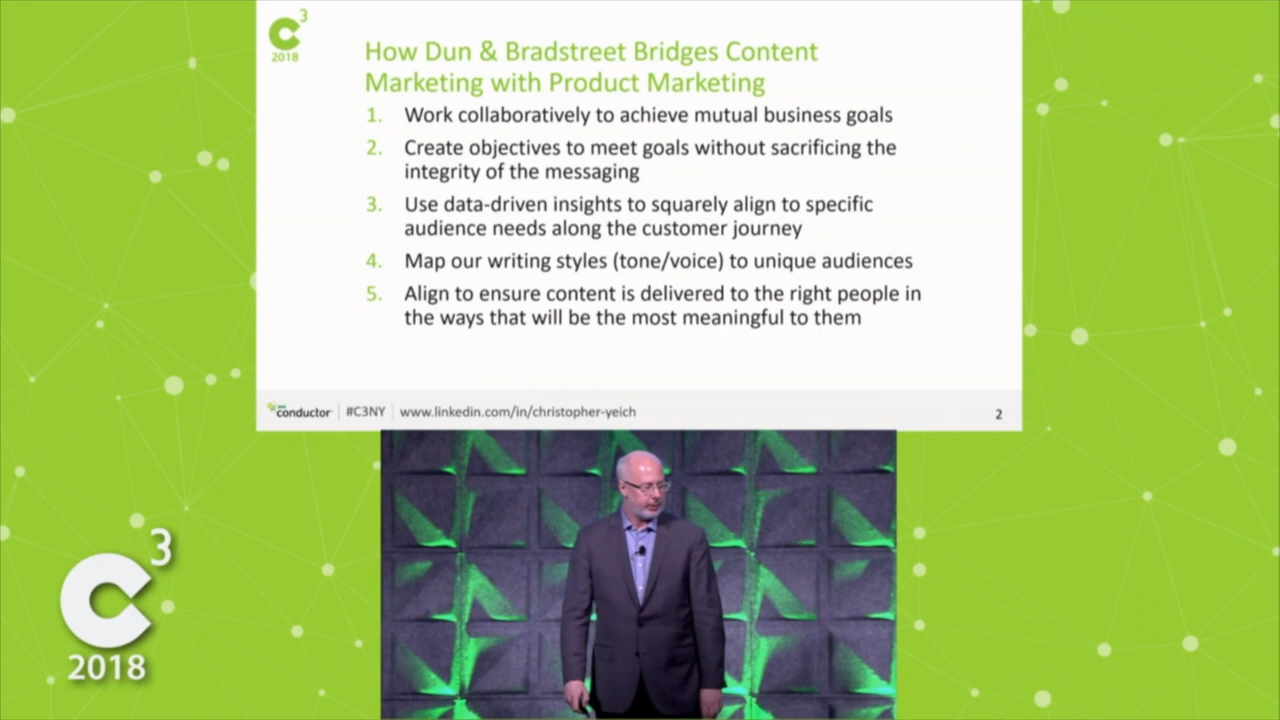 C3
2018
How Dun & Bradstreet Bridges Content
Marketing with Product Marketing
1. Work collaboratively to achieve mutual business goals
2. Create objectives to meet goals without sacrificing the
integrity of the messaging
3. Use data-driven insights to squarely align to specific
audience needs along the customer journey
4. Map our writing styles (tone/voice) to unique audiences
5. Align to ensure content is delivered to the right people in
the ways that will be the most meaningful to them
conductor #C3NY www.linkedin.com/in/christopher-yeich 2
C3
2018